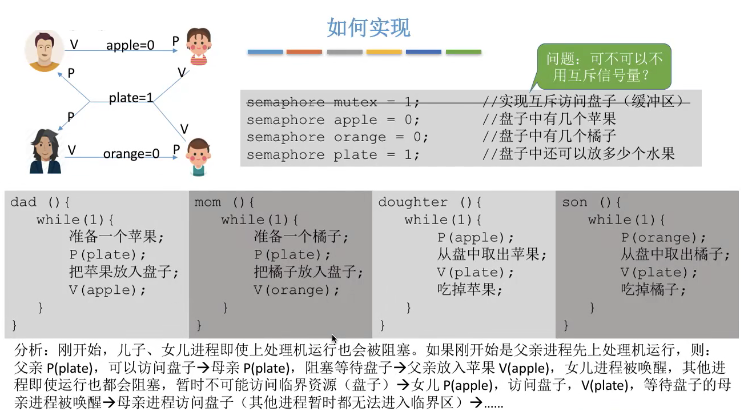 如何实现
V
apple=0
P
P
V
plate=1
P
V
V
orange=0
P
问题：可不可以不
用互斥信号量？
semaphore mutex = 1; //实现互斥访问盘子（缓冲区）
semaphore apple = 0; //盘子中有几个苹果
semaphore orange = 0; //盘子中有几个橘子
semaphore plate = 1; //盘子中还可以放多少个水果
dad (){
while(1){
准备一个苹果;
P(plate);
把苹果放入盘子;
V(apple);
}
}
mom (){
while(1){
准备一个橘子;
P(plate);
把橘子放入盘子;
V(orange);
}
}
doughter (){
while(1){
P(apple);
从盘中取出苹果;
V(plate);
吃掉苹果;
}
}
son (){
while(1){
P(orange);
从盘中取出橘子;
V(plate);
吃掉橘子;
}
}
分析：刚开始，儿子、女儿进程即使上处理机运行也会被阻塞。如果刚开始是父亲进程先上处理机运行，则：
父亲 P(plate)，可以访问盘子→母亲 P(plate)，阻塞等待盘子→父亲放入苹果 V(apple)，女儿进程被唤醒，其他进
程即使运行也都会阻塞，暂时不可能访问临界资源（盘子）→女儿 P(apple)，访问盘子，V(plate)，等待盘子的母
亲进程被唤醒→母亲进程访问盘子（其他进程暂时都无法进入临界区）→……